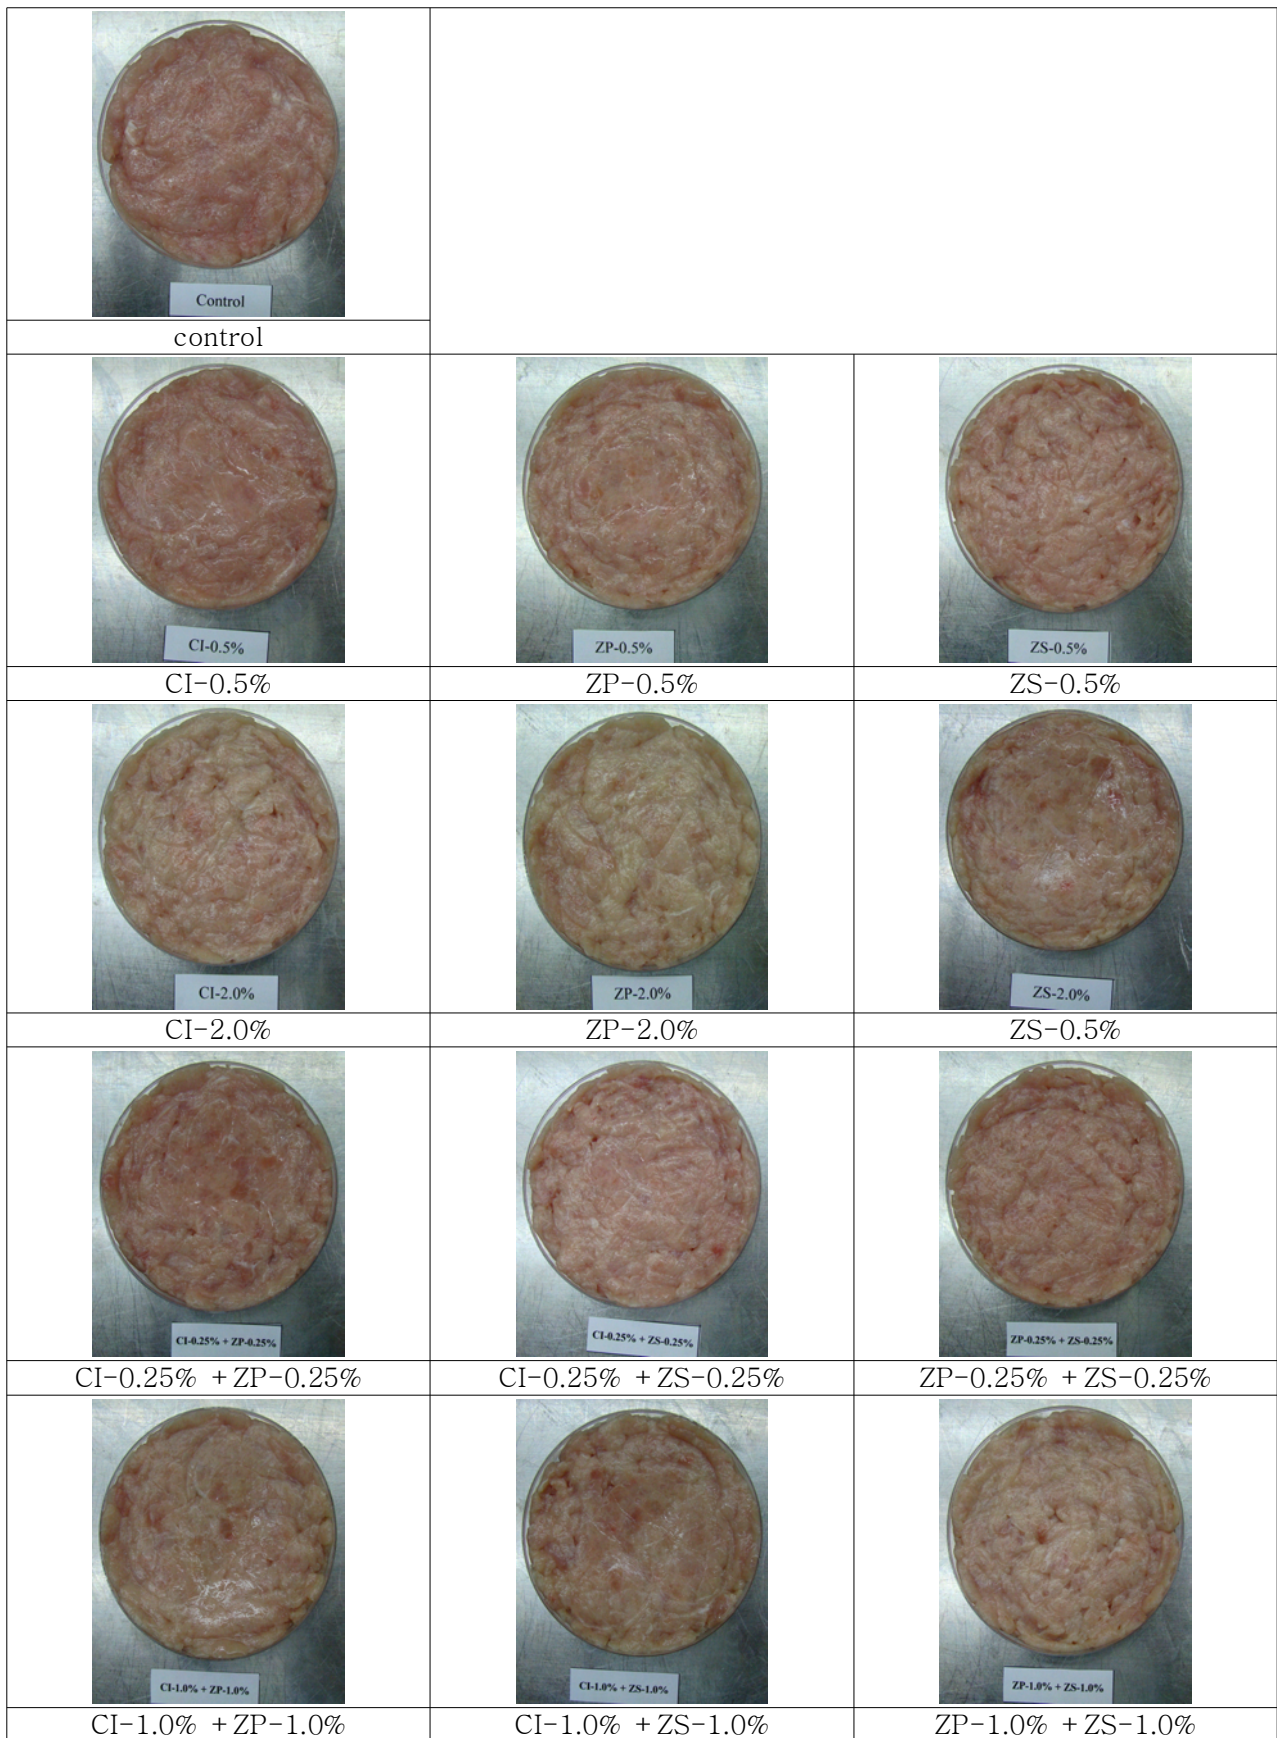 Control
control
CI-0.5%
ZP-0.5%
ZS-0.5%
CI-0.5%
ZP-0.5%
ZS-0.5%
CI-2.0%
ZP-2.0%
ZS-2.0%
CI-2.0%
ZP-2.0%
ZS-0.5%
CI-0.25% + ZP-0.25%
CI-0.25% + ZS-0.25%
ZP-0.25% + ZS-0.25%
CI-0.25% + ZP-0.25%
CI-0.25% + ZS-0.25%
ZP-0.25% + ZS-0.25%
CI-1.0% + ZP-1.0%
CI-1.0% + ZS-1.0%
ZP-1.0% + ZS-1.0%
CI-1.0% + ZP-1.0%
CI-1.0% + ZS-1.0%
ZP-1.0% + ZS-1.0%